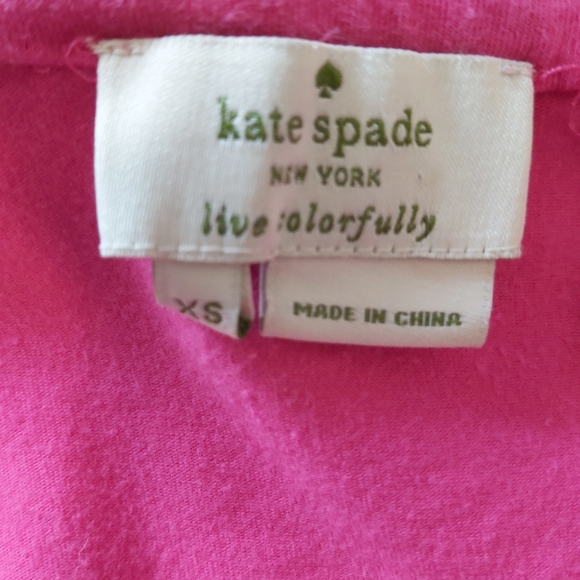 kate spade
NEW YORK
live colorfully
XS
MADE IN CHINA